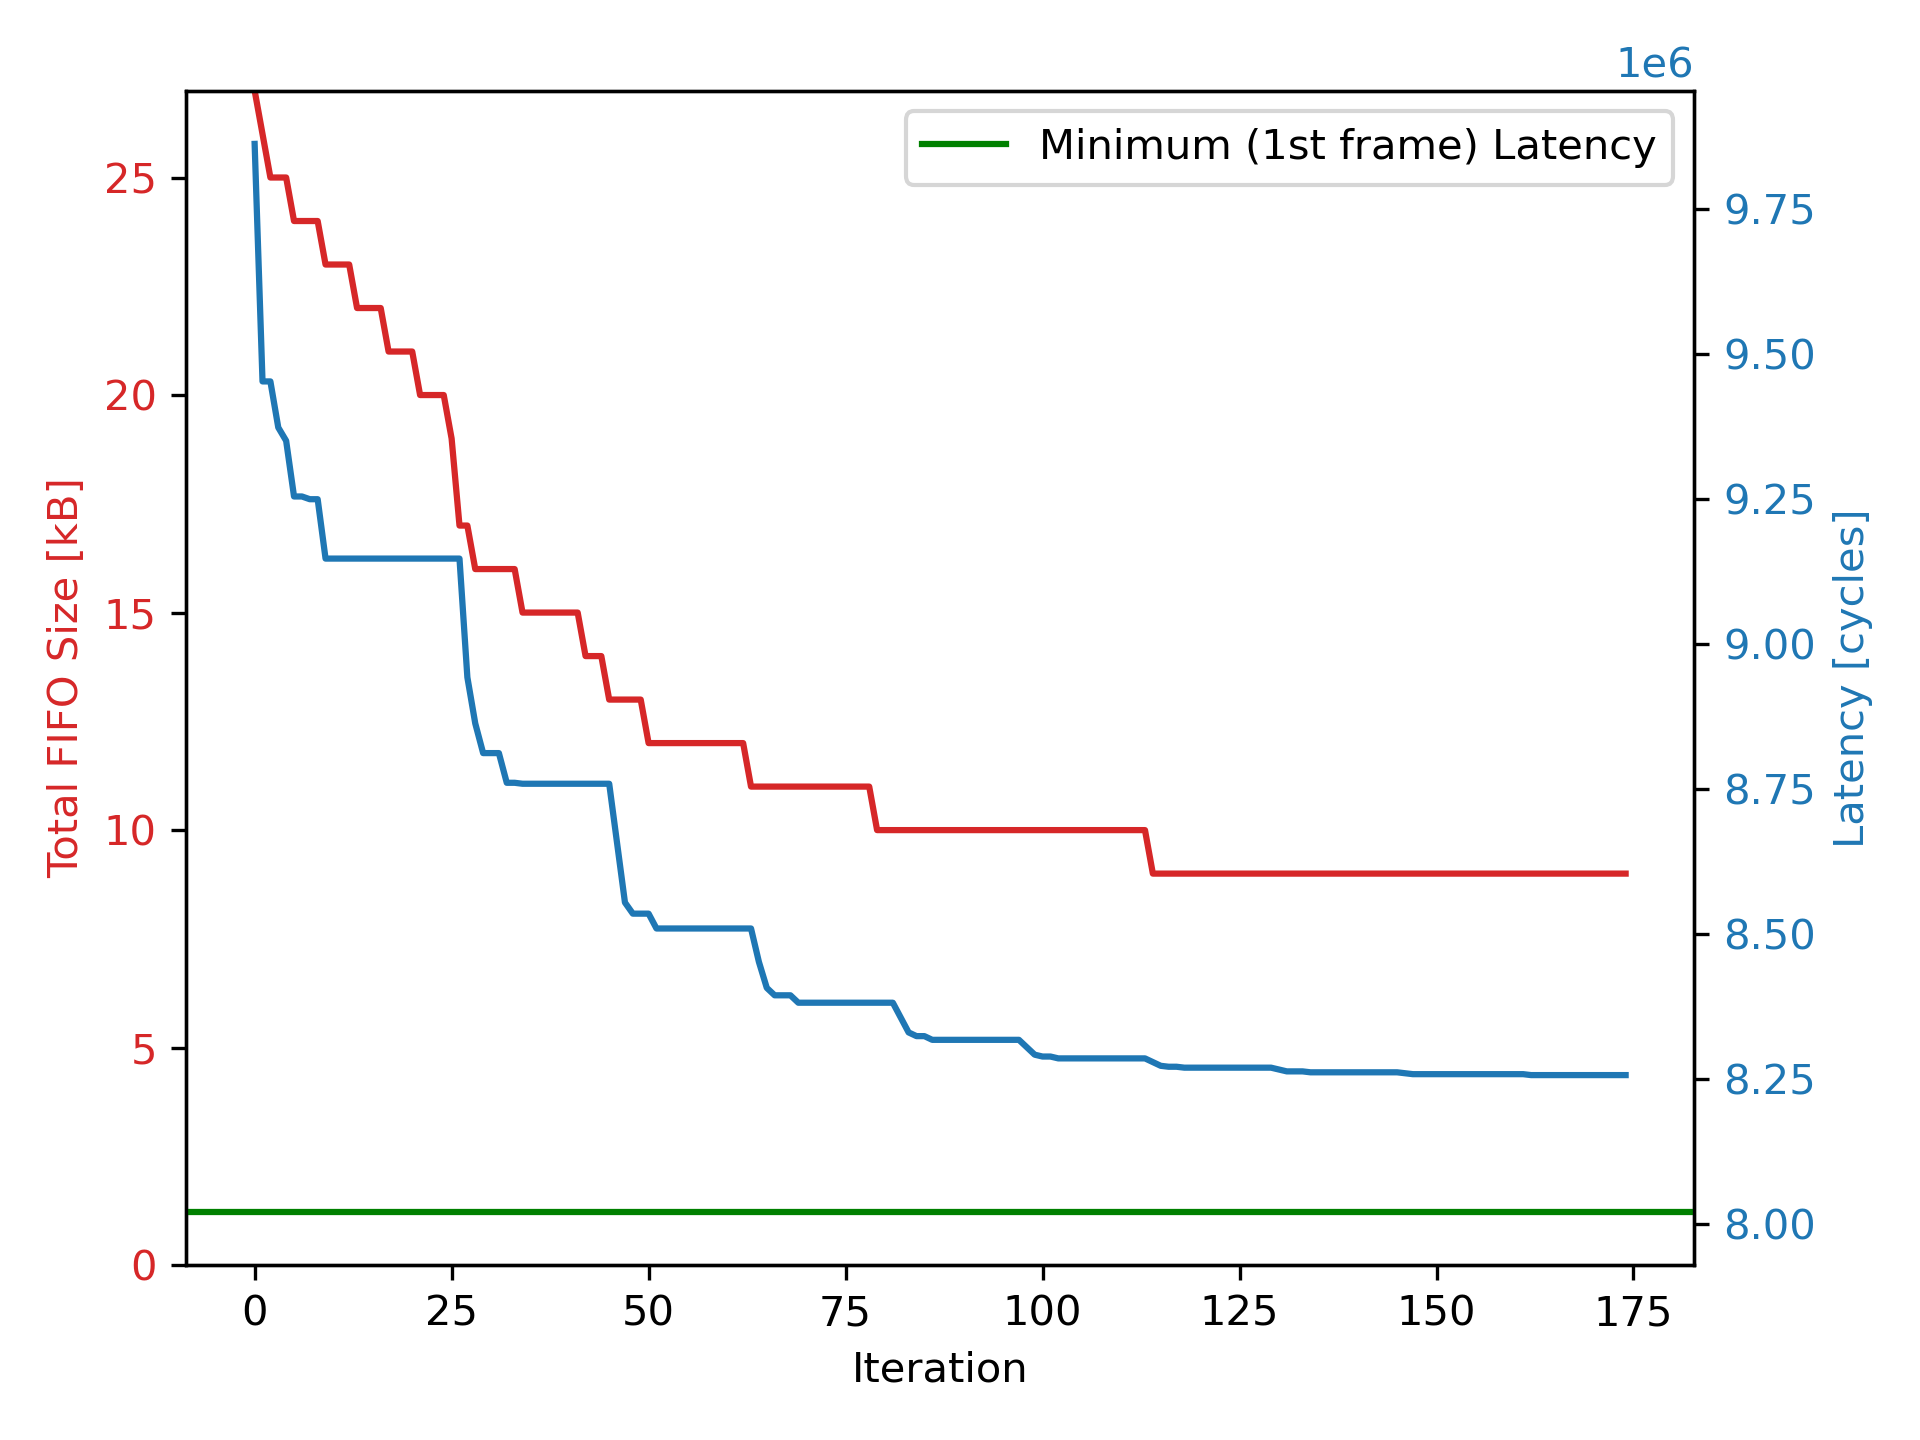 1e6
Minimum (1st frame) Latency
Total FIFO Size [kB]
25
20
15
10
5
0
9.75
9.50
9.25
9.00
8.75
8.50
8.25
8.00
Latency [cycles]
0 25 50 75 100 125 150 175
Iteration